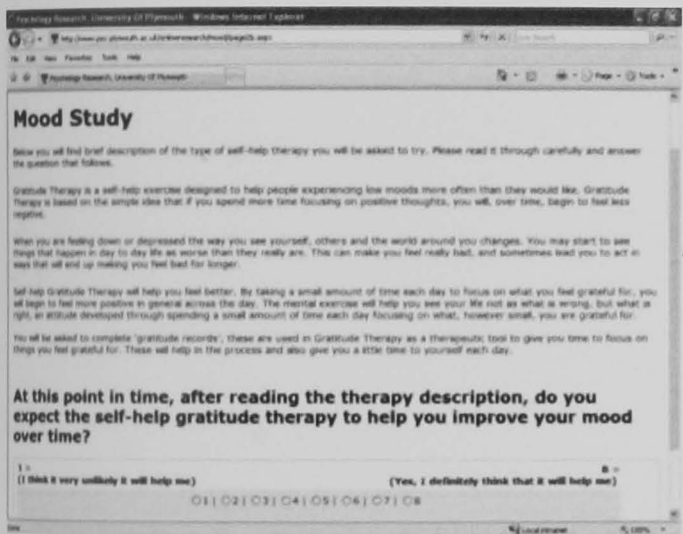 Psychology Research, University Of Plymouth - Windows Internet Explorer
File Edit View Favorites Tools Help
Psychology Research, University Of Plymouth
Page Tools
Mood Study
Below you will find brief description of the type of self-help therapy you will be asked to try. Please read it through carefully and answer
the question that follows.
Gratitude Therapy is a self-help exercise designed to help people experiencing low moods more often than they would like. Gratitude
Therapy is based on the simple idea that if you spend more time focusing on positive thoughts, you will, over time, begin to feel less
negative.
When you are feeling down or depressed the way you see yourself, others and the world around you changes. You may start to see
things that happen in day to day life as worse than they really are. This can make you feel really bad, and sometimes lead you to act in
ways that will end up making you feel bad for longer.
Self-help Gratitude Therapy will help you feel better. By taking a small amount of time each day to focus on what you feel grateful for, you
will begin to feel more positive in general across the day. The mental exercise will help you see your life not as what is wrong, but what is
right, an attitude developed through spending a small amount of time each day focusing on what, however small, you are grateful for.
You will be asked to complete 'gratitude records', these are used in Gratitude Therapy as a therapeutic tool to give you time to focus on
things you feel grateful for. These will help in the process and also give you a little time to yourself each day.
At this point in time, after reading the therapy description, do you
expect the self-help gratitude therapy to help you improve your mood
over time?
1 = 8 =
(I think it very unlikely it will help me) (Yes, I definitely think that it will help me)
1 | 2 | 3 | 4 | 5 | 6 | 7 | 8
Local intranet 100%